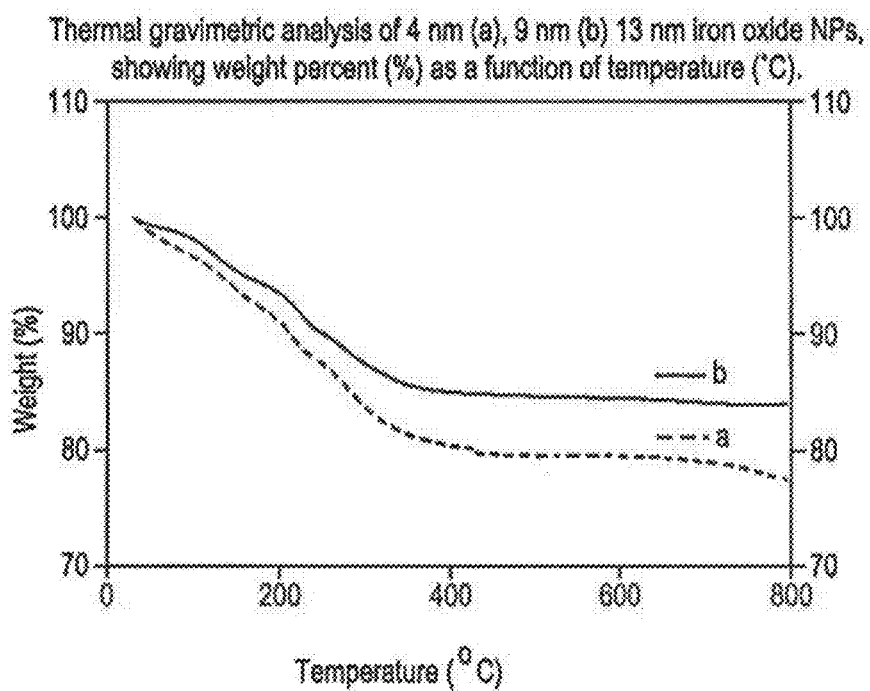 Thermal gravimetric analysis of 4 nm (a), 9 nm (b) 13 nm iron oxide NPs,
showing weight percent (%) as a function of temperature (°C).
110 110
100 100
Weight (%)
90 90
b
a
80 80
70 70
0 200 400 600 800
Temperature (°C)